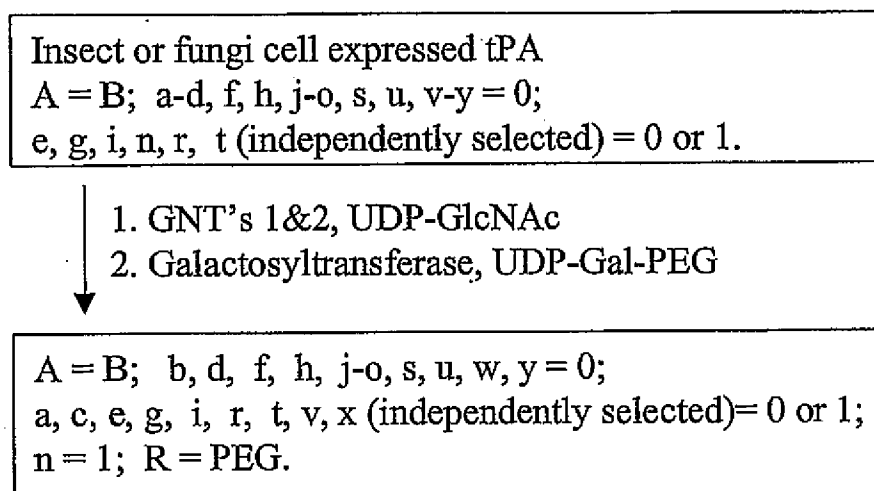 Insect or fungi cell expressed tPA
A = B; a-d, f, h, j-o, s, u, v-y = 0;
e, g, i, n, r, t (independently selected) = 0 or 1.
1. GNT's 1&2, UDP-GlcNAc
2. Galactosyltransferase, UDP-Gal-PEG
A = B; b, d, f, h, j-o, s, u, w, y = 0;
a, c, e, g, i, r, t, v, x (independently selected)= 0 or 1;
n = 1; R = PEG.